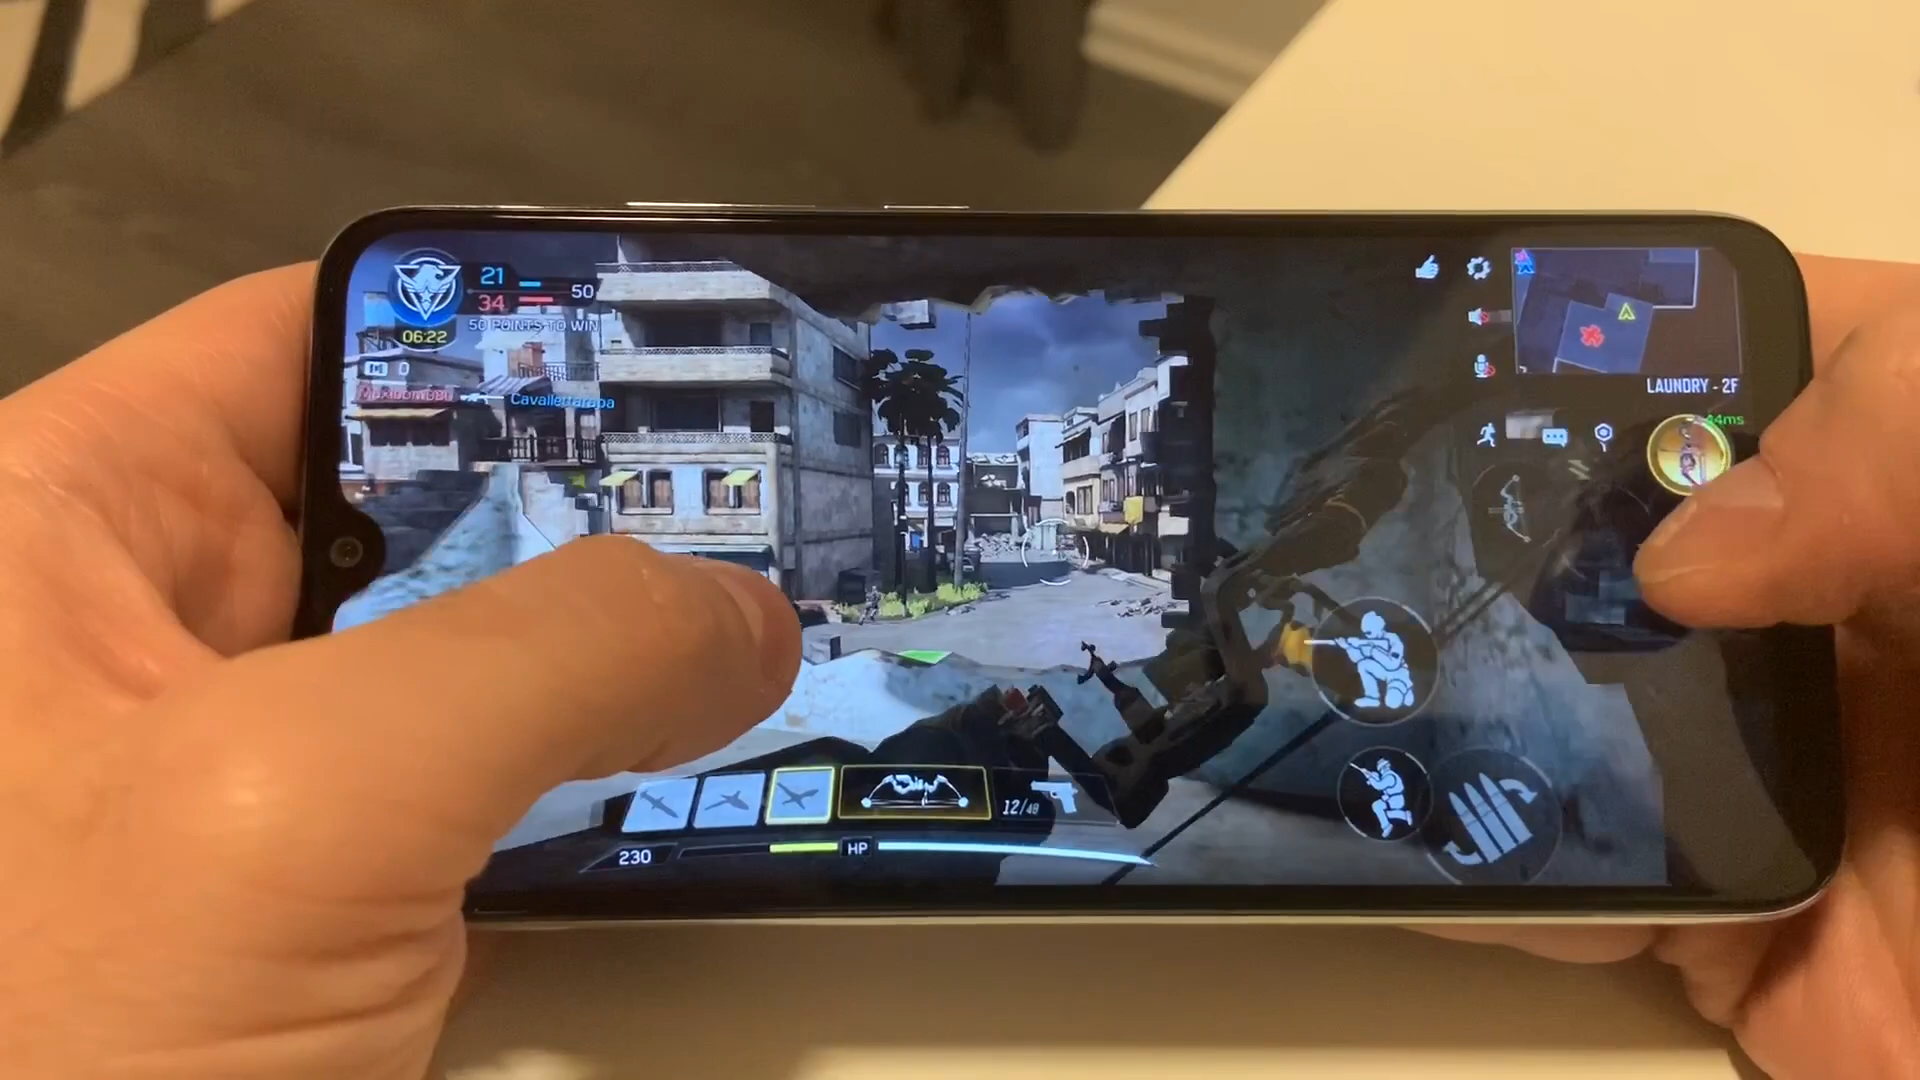 21
50
34
50 POINTS TO WIN
06:22
0
Cavallettarapa
LAUNDRY - 2F
44ms
12/48
230
HP